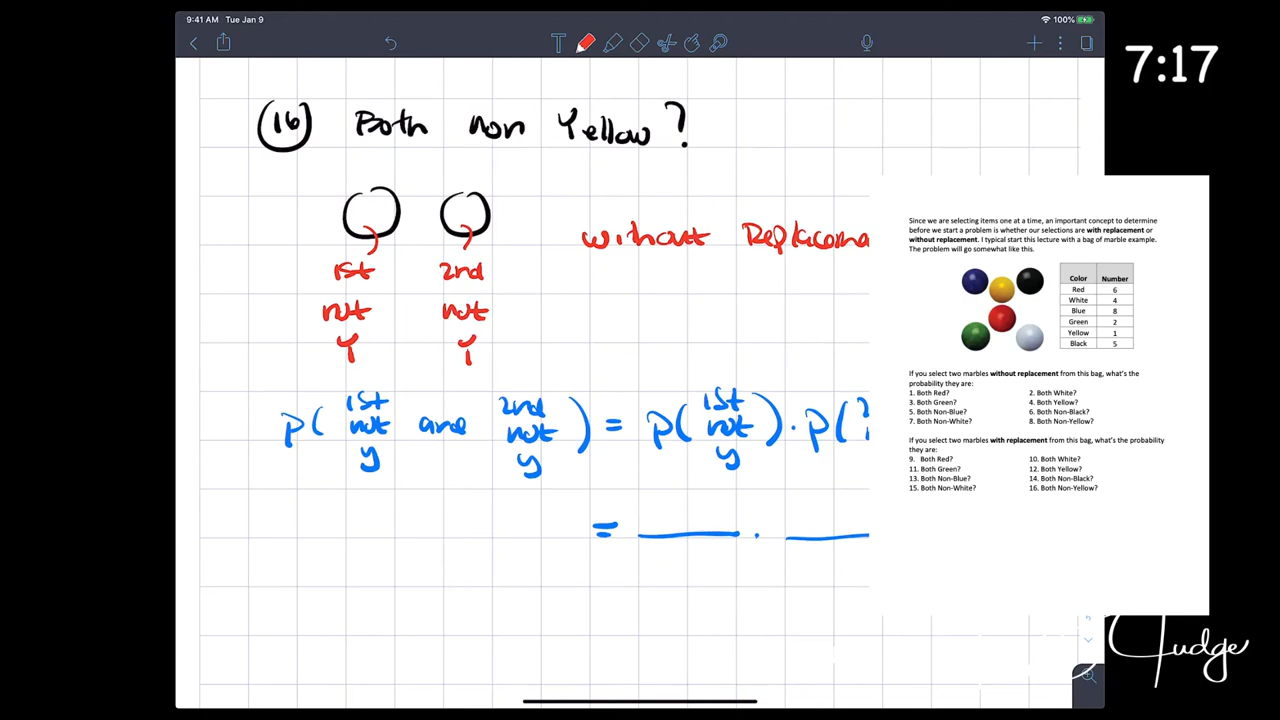 9:41 AM Tue Jan 9
100%
7:17
(16) Both non Yellow?
without Replacema
1st 2nd
not not
Y Y
P( 1st not y and 2nd not y ) = P( 1st not y ) · P(
= ____ · ____
Since we are selecting items one at a time, an important concept to determine
before we start a problem is whether our selections are with replacement or
without replacement. I typical start this lecture with a bag of marble example.
The problem will go somewhat like this.
Color Number
Red 6
White 4
Blue 8
Green 2
Yellow 1
Black 5
If you select two marbles without replacement from this bag, what's the
probability they are:
1. Both Red? 2. Both White?
3. Both Green? 4. Both Yellow?
5. Both Non-Blue? 6. Both Non-Black?
7. Both Non-White? 8. Both Non-Yellow?
If you select two marbles with replacement from this bag, what's the probability
they are:
9. Both Red? 10. Both White?
11. Both Green? 12. Both Yellow?
13. Both Non-Blue? 14. Both Non-Black?
15. Both Non-White? 16. Both Non-Yellow?
Judge